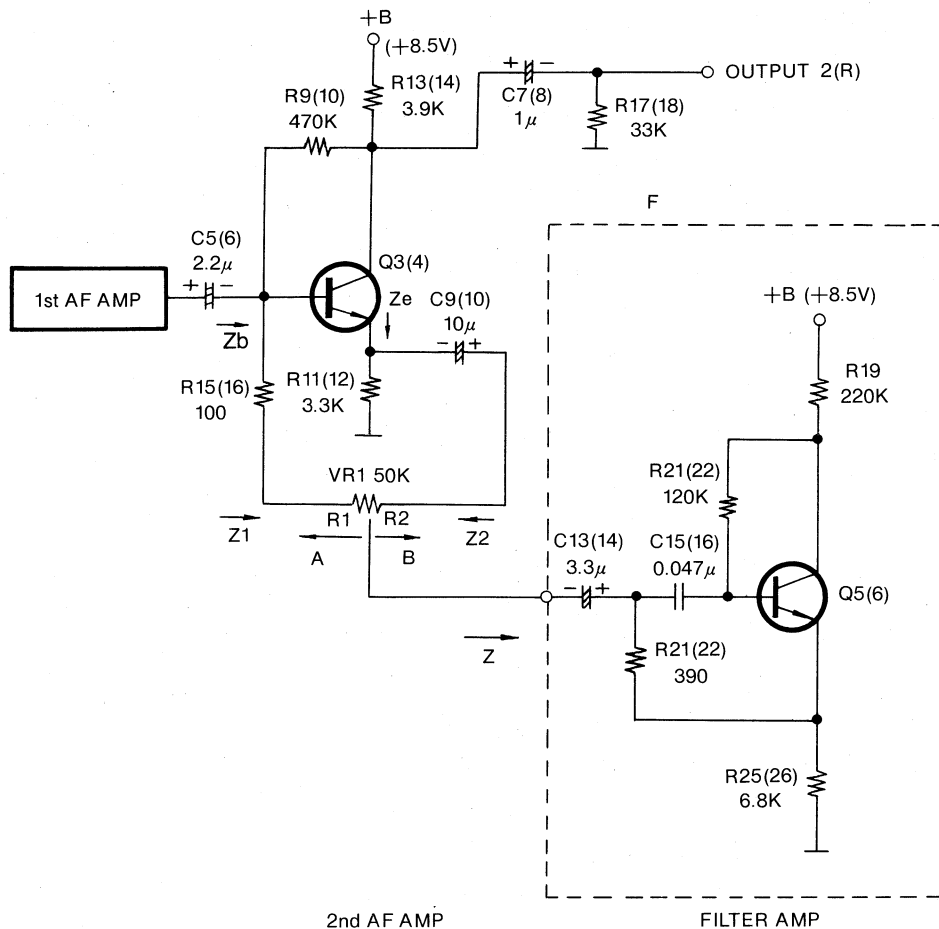 +B
(+8.5V)
R13(14)
3.9K
R9(10)
470K
+ −
C7(8)
1μ
OUTPUT 2(R)
R17(18)
33K
F
C5(6)
2.2μ
+ −
1st AF AMP
Zb
Q3(4)
Ze
C9(10)
10μ
− +
R15(16)
100
R11(12)
3.3K
VR1 50K
R1
R2
Z1
A
B
Z2
+B (+8.5V)
R19
220K
R21(22)
120K
C13(14)
3.3μ
− +
C15(16)
0.047μ
Q5(6)
Z
R21(22)
390
R25(26)
6.8K
2nd AF AMP
FILTER AMP